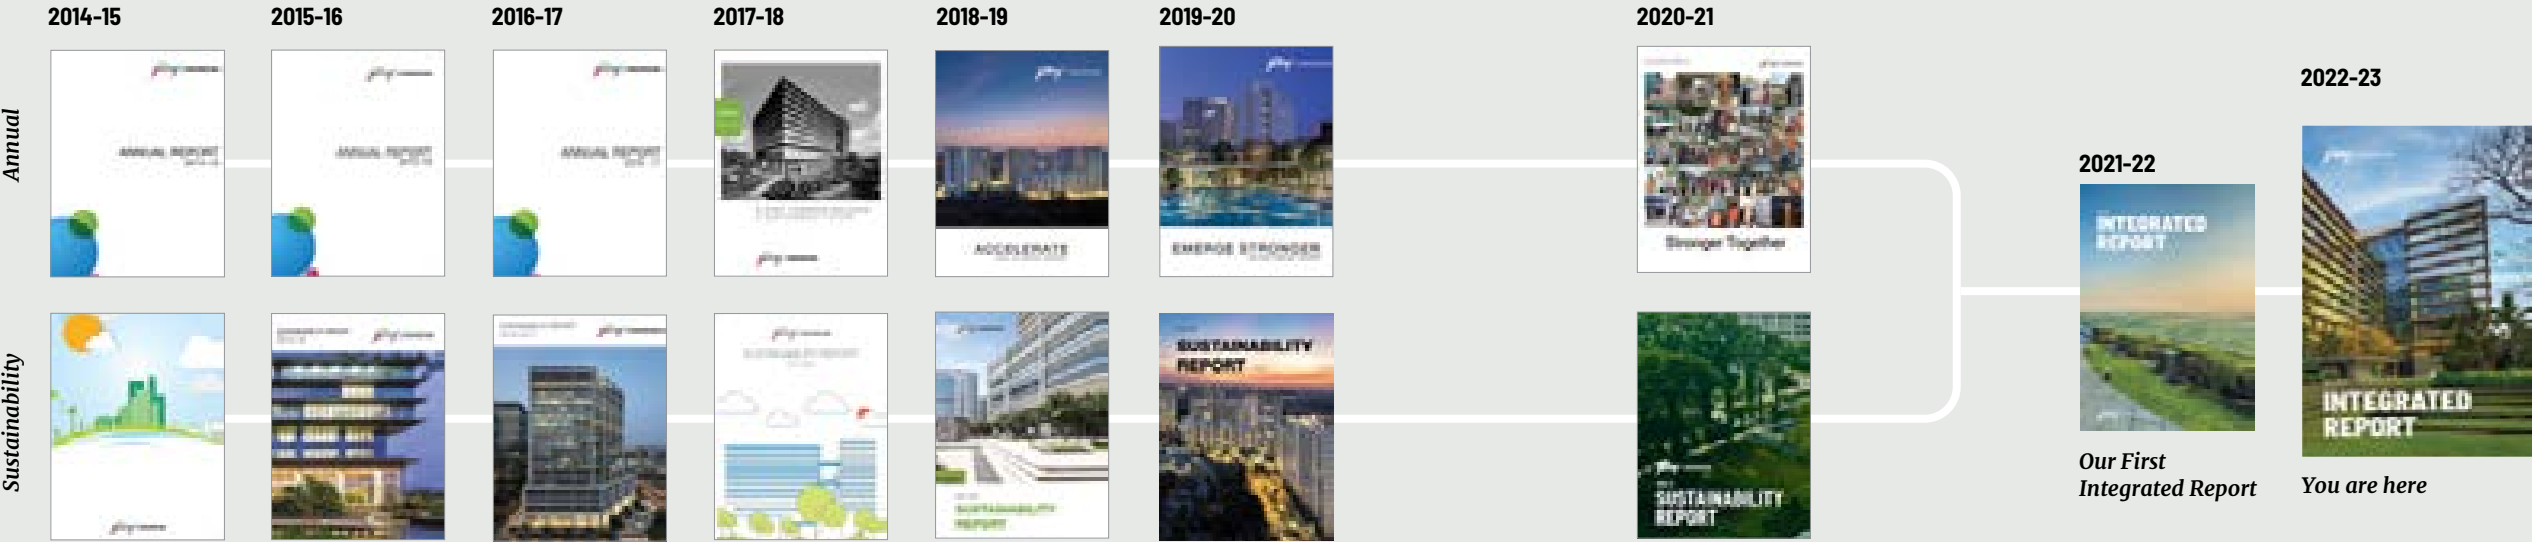 2014-15
2015-16
2016-17
2017-18
2018-19
2019-20
2020-21
2021-22
2022-23
Annual
ANNUAL REPORT
ANNUAL REPORT
ANNUAL REPORT
ACCELERATE
EMERGE STRONGER
Stronger Together
INTEGRATED
REPORT
INTEGRATED
REPORT
Sustainability
SUSTAINABILITY REPORT
SUSTAINABILITY
REPORT
SUSTAINABILITY
REPORT
SUSTAINABILITY
REPORT
Our First
Integrated Report
You are here